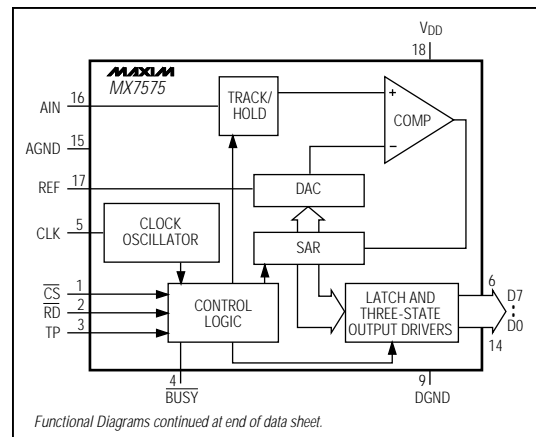 VDD
18
MAXIM
MX7575
AIN 16
TRACK/
HOLD
+
COMP
−
AGND 15
REF 17
DAC
CLK 5
CLOCK
OSCILLATOR
SAR
CS 1
RD 2
TP 3
CONTROL
LOGIC
LATCH AND
THREE-STATE
OUTPUT DRIVERS
6
D7
D0
14
4
BUSY
9
DGND
Functional Diagrams continued at end of data sheet.